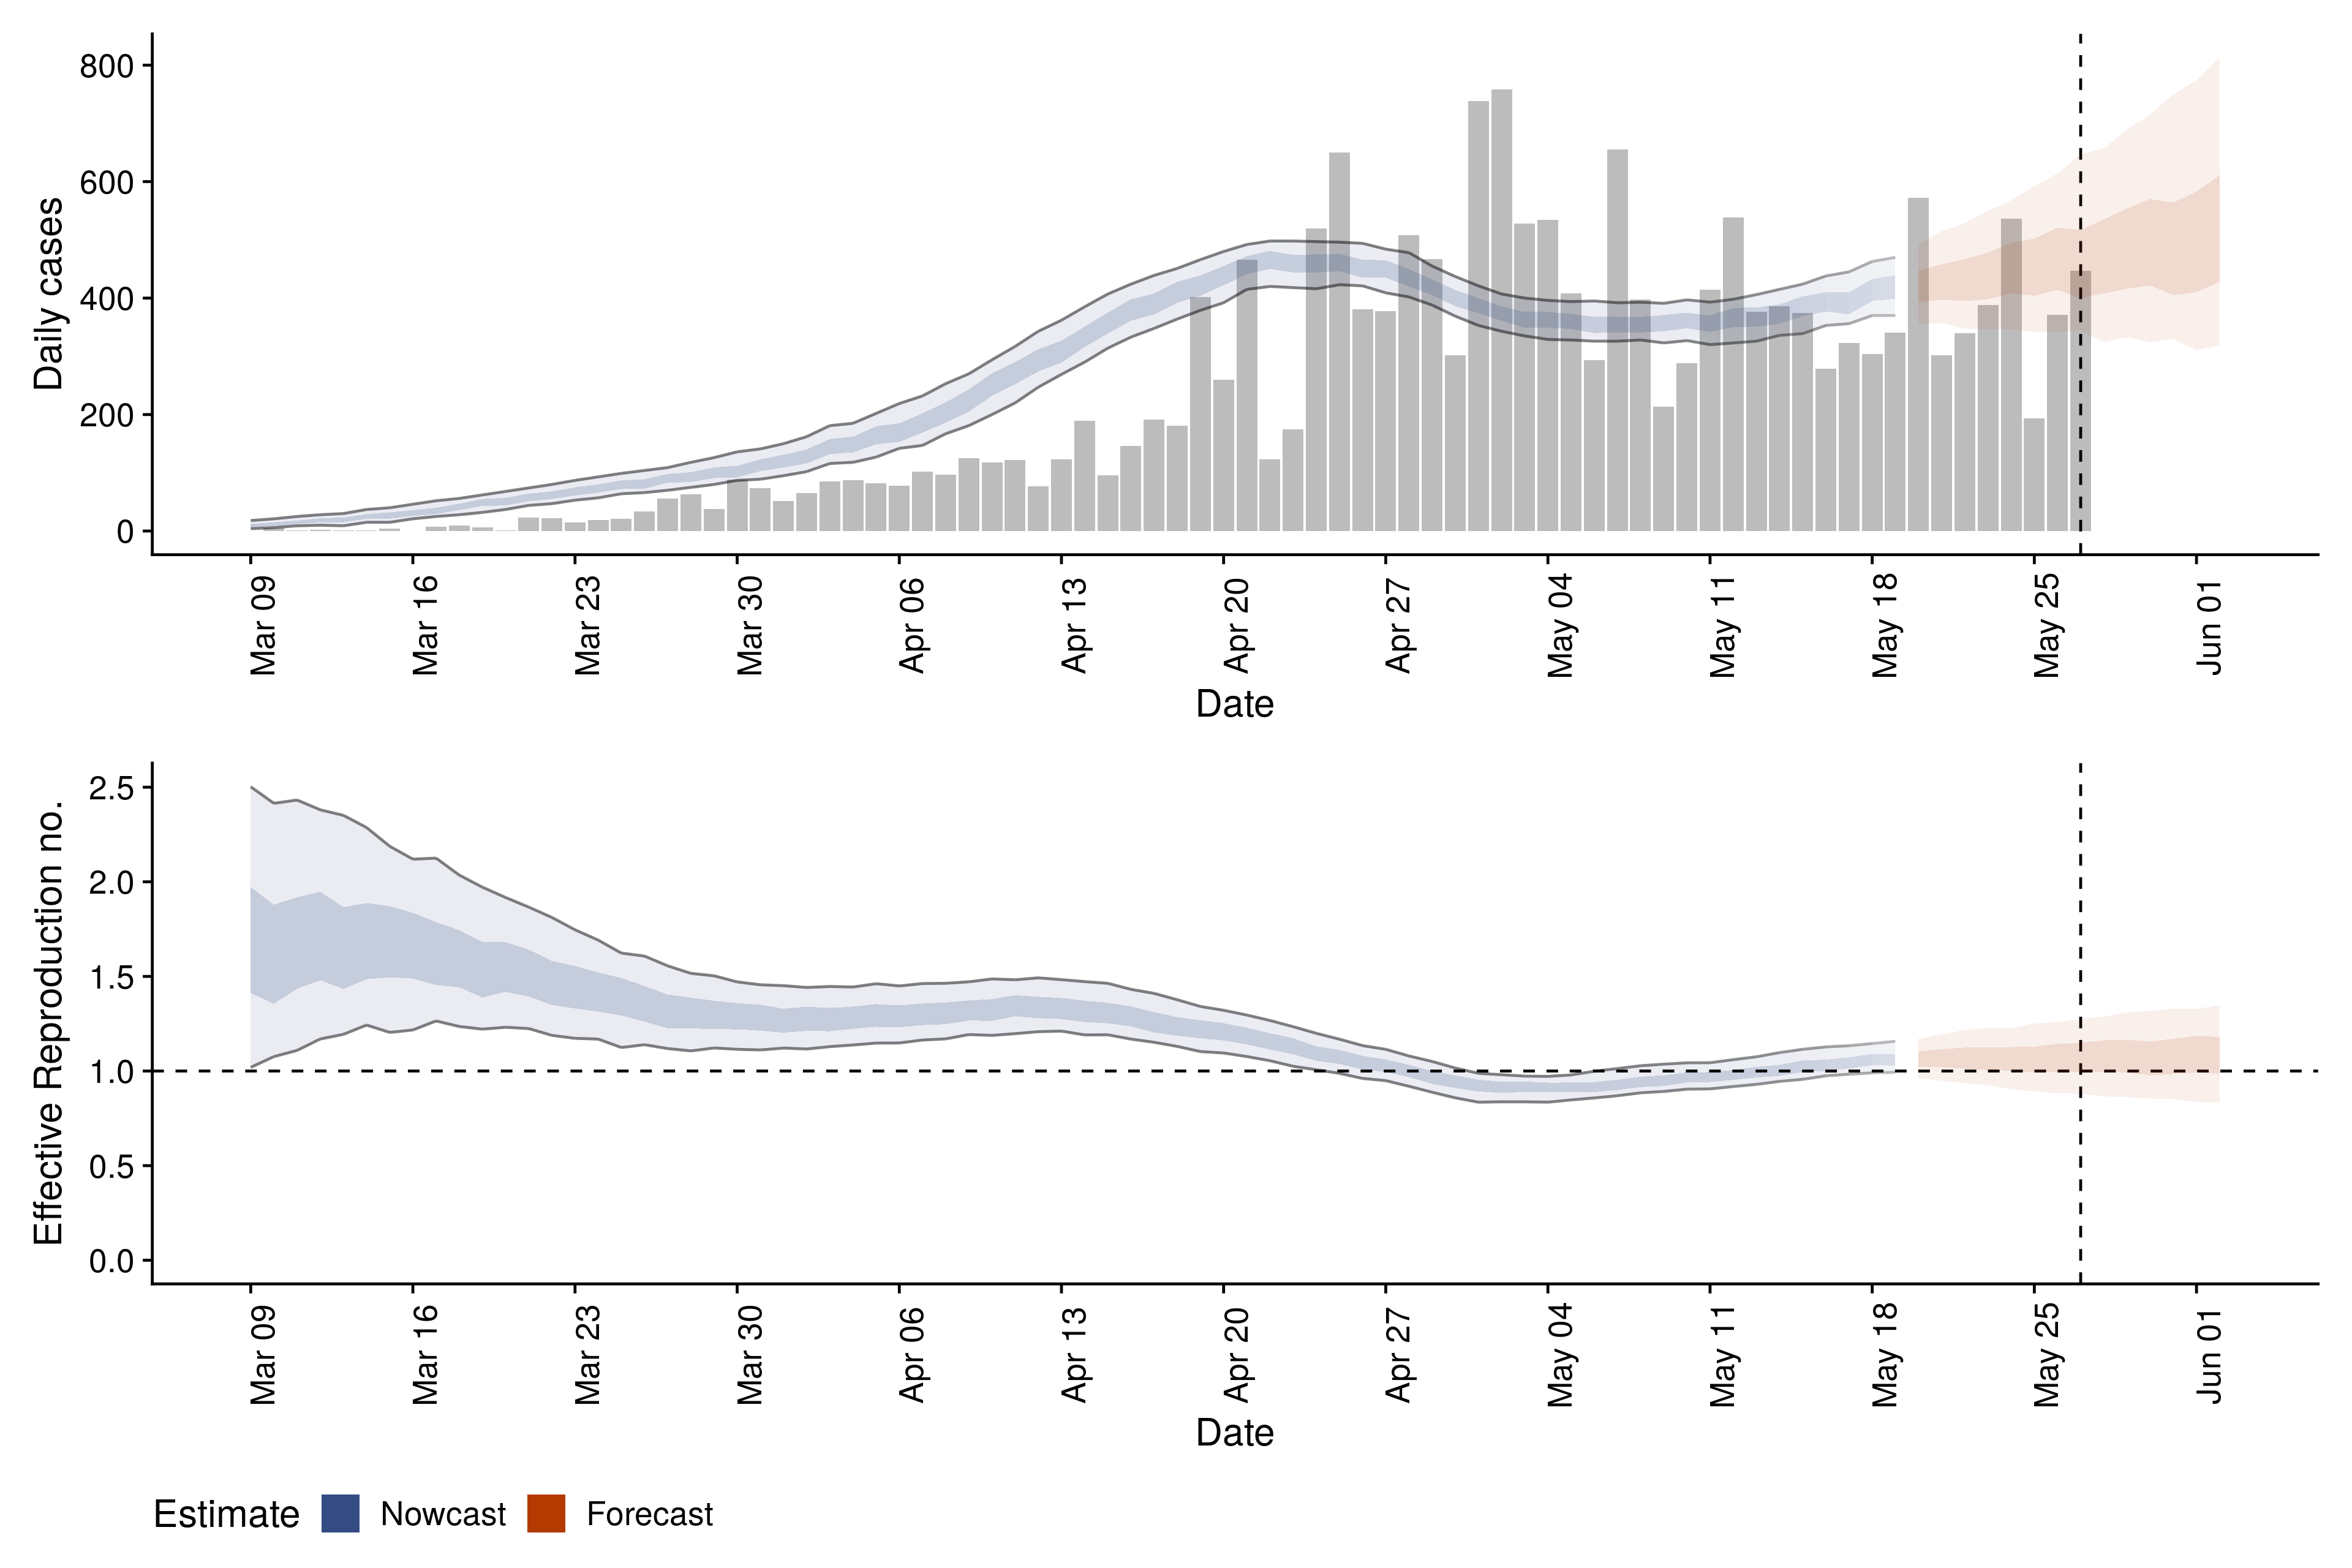 Daily cases
800
600
400
200
0
Mar 09
Mar 16
Mar 23
Mar 30
Apr 06
Apr 13
Apr 20
Apr 27
May 04
May 11
May 18
May 25
Jun 01
Date
Effective Reproduction no.
2.5
2.0
1.5
1.0
0.5
0.0
Mar 09
Mar 16
Mar 23
Mar 30
Apr 06
Apr 13
Apr 20
Apr 27
May 04
May 11
May 18
May 25
Jun 01
Date
Estimate Nowcast Forecast